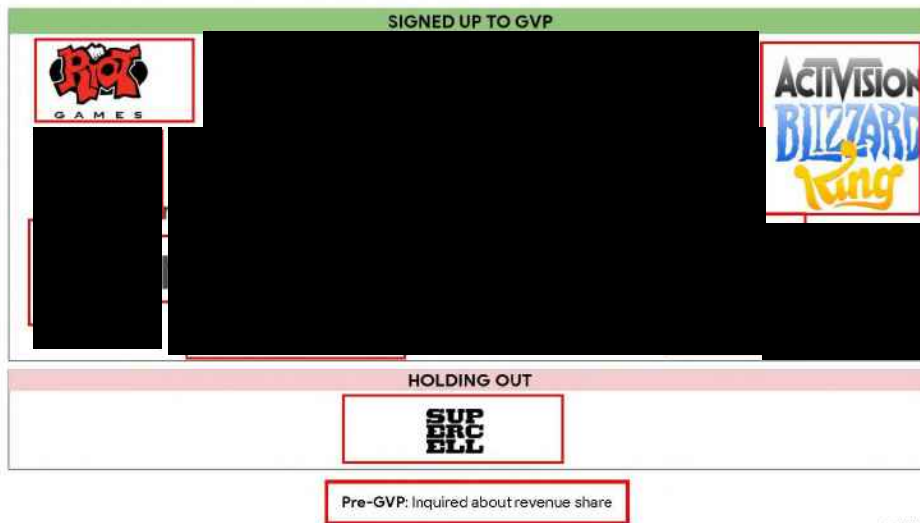 SIGNED UP TO GVP
RIOT
GAMES
ACTIVISION
BLIZZARD
King
HOLDING OUT
SUP
ERC
ELL
Pre-GVP: Inquired about revenue share